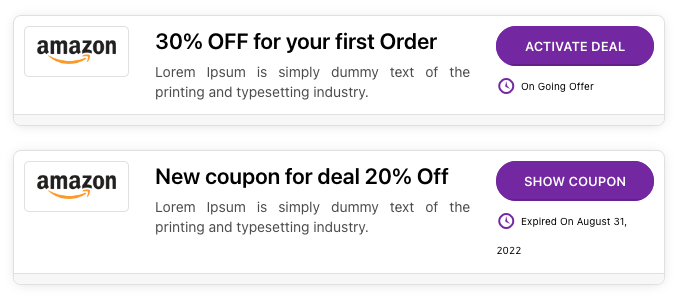 amazon
30% OFF for your first Order
Lorem Ipsum is simply dummy text of the
printing and typesetting industry.
ACTIVATE DEAL
On Going Offer
amazon
New coupon for deal 20% Off
Lorem Ipsum is simply dummy text of the
printing and typesetting industry.
SHOW COUPON
Expired On August 31,
2022